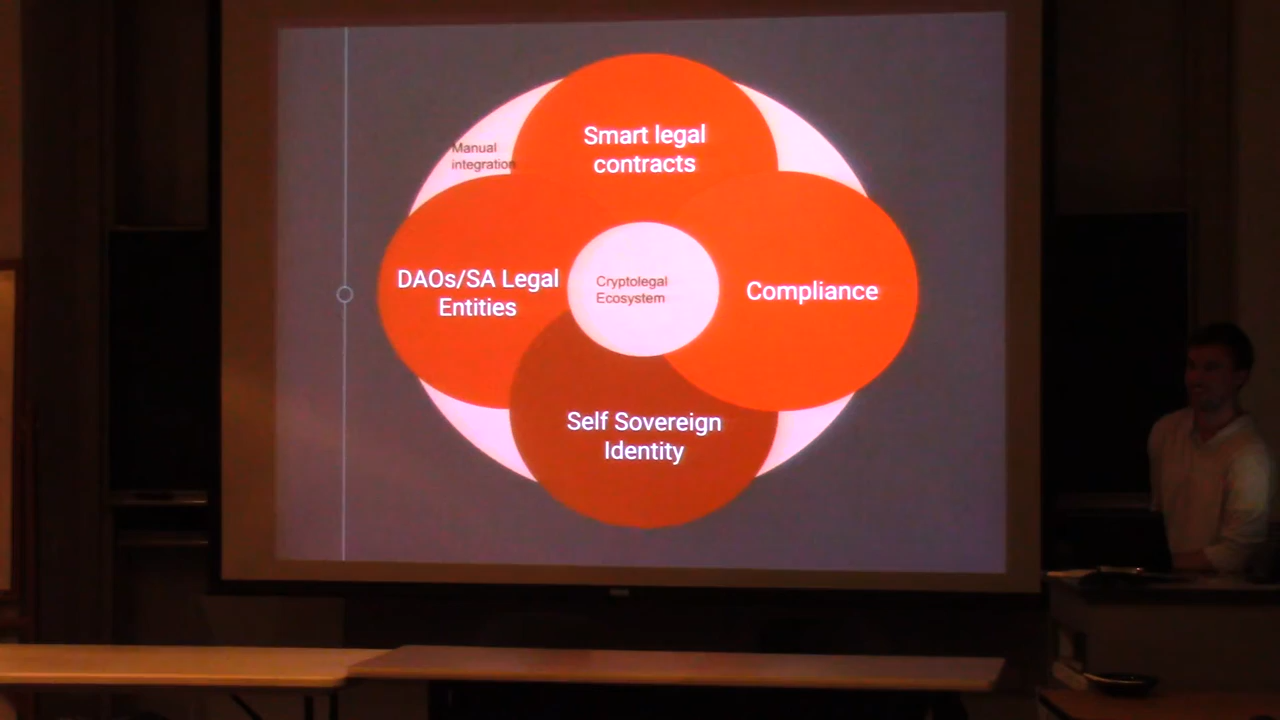 Smart legal
contracts
Manual
integration
DAOs/SA Legal
Entities
Cryptolegal
Ecosystem
Compliance
Self Sovereign
Identity